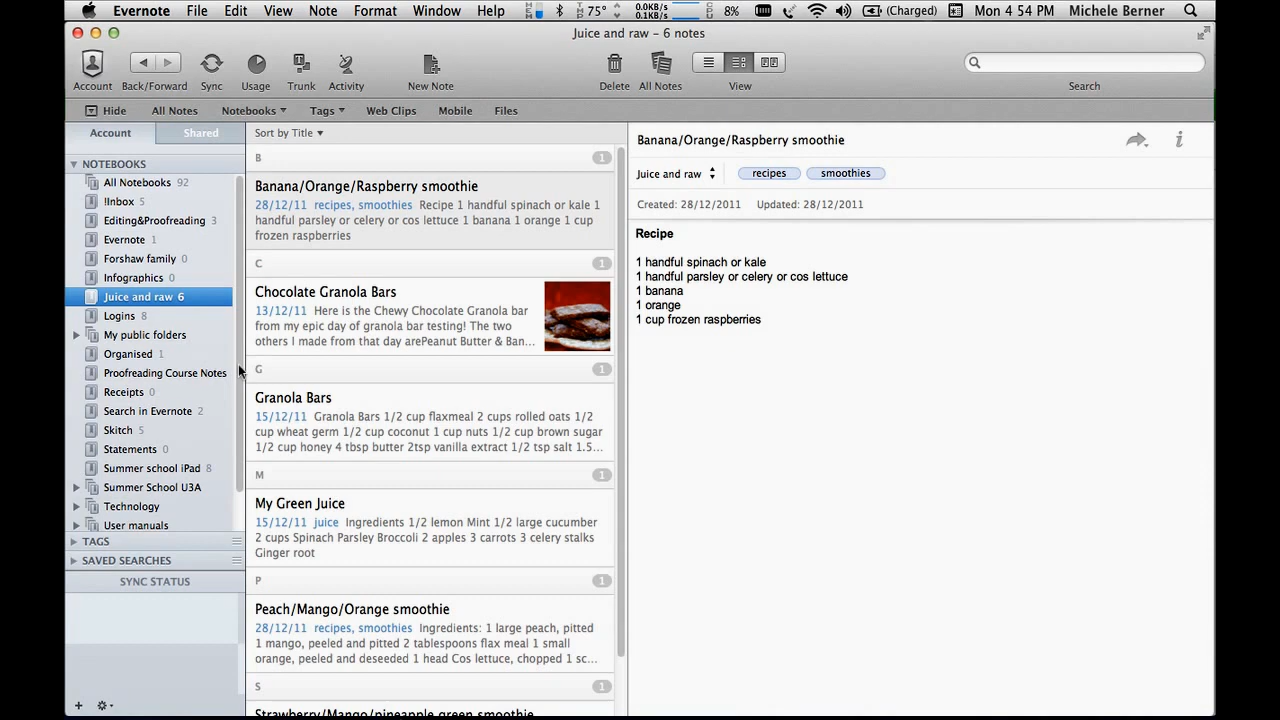 Evernote File Edit View Note Format Window Help 75° 0.0KB/s 0.1KB/s 8% (Charged) Mon 4 54 PM Michele Berner
Juice and raw – 6 notes
Account Back/Forward Sync Usage Trunk Activity New Note Delete All Notes View Search
Hide All Notes Notebooks Tags Web Clips Mobile Files
Account Shared
NOTEBOOKS
All Notebooks 92
!Inbox 5
Editing&Proofreading 3
Evernote 1
Forshaw family 0
Infographics 0
Juice and raw 6
Logins 8
My public folders
Organised 1
Proofreading Course Notes
Receipts 0
Search in Evernote 2
Skitch 5
Statements 0
Summer school iPad 8
Summer School U3A
Technology
User manuals
TAGS
SAVED SEARCHES
SYNC STATUS
Sort by Title
B 1
Banana/Orange/Raspberry smoothie
28/12/11 recipes, smoothies Recipe 1 handful spinach or kale 1
handful parsley or celery or cos lettuce 1 banana 1 orange 1 cup
frozen raspberries
C 1
Chocolate Granola Bars
13/12/11 Here is the Chewy Chocolate Granola bar
from my epic day of granola bar testing! The two
others I made from that day arePeanut Butter & Ban...
G 1
Granola Bars
15/12/11 Granola Bars 1/2 cup flaxmeal 2 cups rolled oats 1/2
cup wheat germ 1/2 cup coconut 1 cup nuts 1/2 cup brown sugar
1/2 cup honey 4 tbsp butter 2tsp vanilla extract 1/2 tsp salt 1.5...
M 1
My Green Juice
15/12/11 juice Ingredients 1/2 lemon Mint 1/2 large cucumber
2 cups Spinach Parsley Broccoli 2 apples 3 carrots 3 celery stalks
Ginger root
P 1
Peach/Mango/Orange smoothie
28/12/11 recipes, smoothies Ingredients: 1 large peach, pitted
1 mango, peeled and pitted 2 tablespoons flax meal 1 small
orange, peeled and deseeded 1 head Cos lettuce, chopped 1 sc...
S 1
Strawberry/Mango/pineapple green smoothie
Banana/Orange/Raspberry smoothie
Juice and raw recipes smoothies
Created: 28/12/2011 Updated: 28/12/2011
Recipe
1 handful spinach or kale
1 handful parsley or celery or cos lettuce
1 banana
1 orange
1 cup frozen raspberries